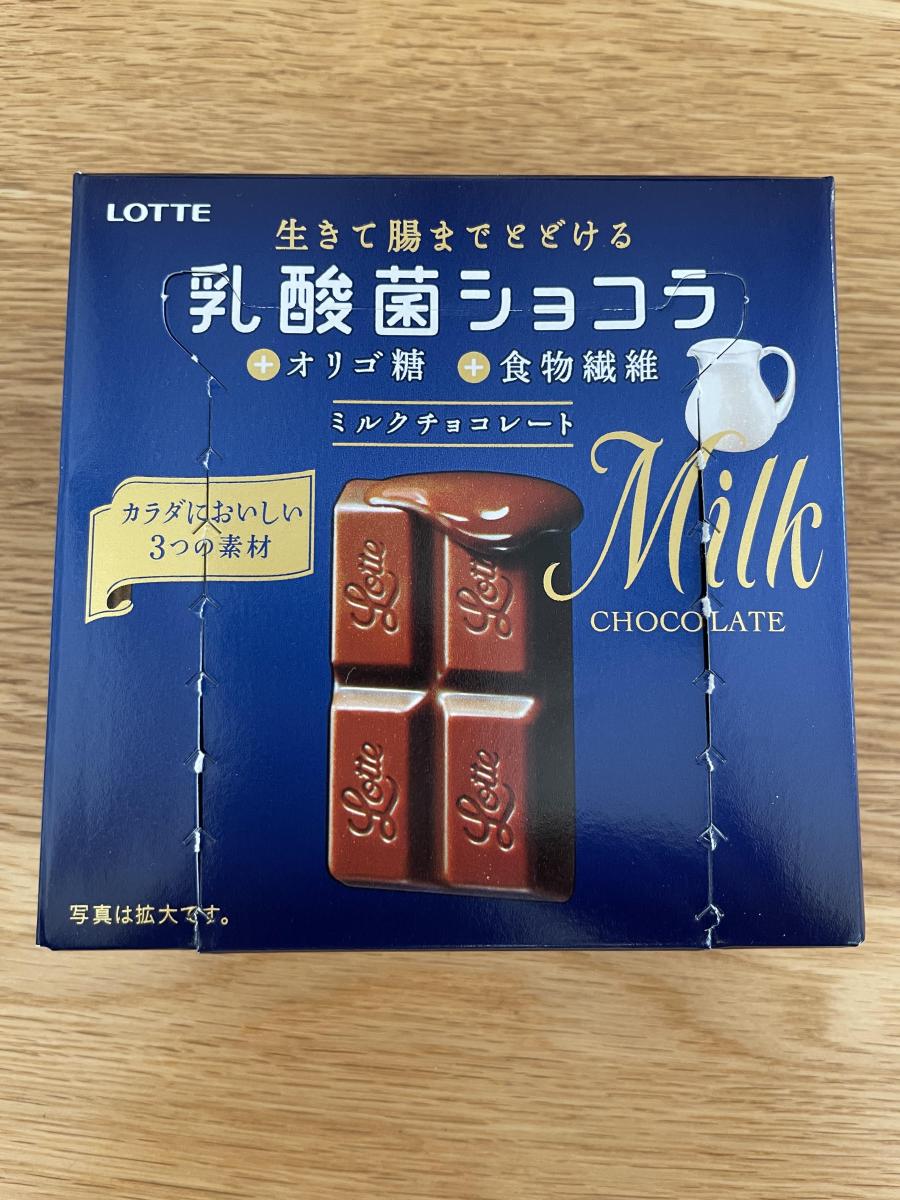 LOTTE
生きて腸までとどける
乳酸菌ショコラ
+オリゴ糖 +食物繊維
ミルクチョコレート
Milk
CHOCOLATE
カラダにおいしい
3つの素材
Lotte Lotte
Lotte Lotte
写真は拡大です。